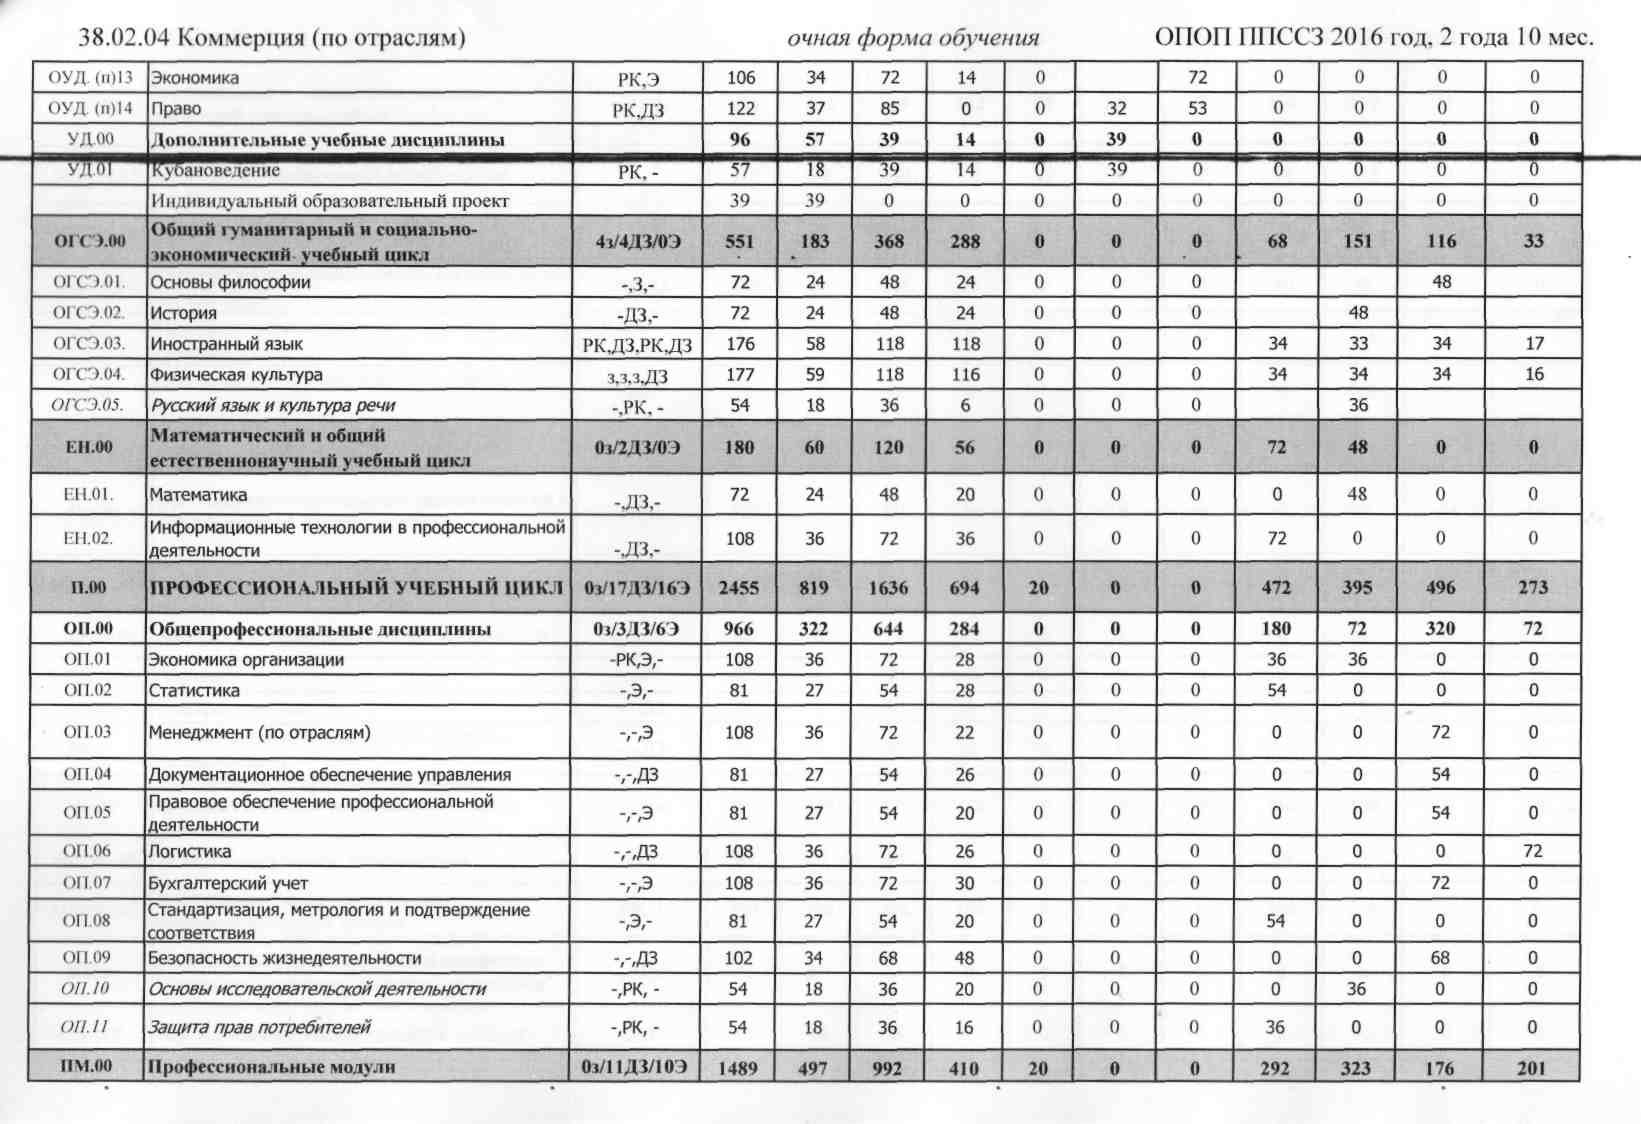 38.02.04 Коммерция (по отраслям) очная форма обучения ОПОП ППССЗ 2016 год, 2 года 10 мес.
ОУД. (п)13 Экономика РК,Э 106 34 72 14 0 72 0 0 0 0
ОУД. (п)14 Право РК,ДЗ 122 37 85 0 0 32 53 0 0 0 0
УД.00 Дополнительные учебные дисциплины 96 57 39 14 0 39 0 0 0 0 0
УД.01 Кубановедение РК, - 57 18 39 14 0 39 0 0 0 0 0
Индивидуальный образовательный проект 39 39 0 0 0 0 0 0 0 0 0
ОГСЭ.00 Общий гуманитарный и социально-
экономический учебный цикл 4з/4ДЗ/0Э 551 183 368 288 0 0 0 68 151 116 33
ОГСЭ.01. Основы философии -,З,- 72 24 48 24 0 0 0 48
ОГСЭ.02. История -ДЗ,- 72 24 48 24 0 0 0 48
ОГСЭ.03. Иностранный язык РК,ДЗ,РК,ДЗ 176 58 118 118 0 0 0 34 33 34 17
ОГСЭ.04. Физическая культура з,з,з,ДЗ 177 59 118 116 0 0 0 34 34 34 16
ОГСЭ.05. Русский язык и культура речи -,РК, - 54 18 36 6 0 0 0 36
ЕН.00 Математический и общий
естественнонаучный учебный цикл 0з/2ДЗ/0Э 180 60 120 56 0 0 0 72 48 0 0
ЕН.01. Математика -,ДЗ,- 72 24 48 20 0 0 0 0 48 0 0
ЕН.02. Информационные технологии в профессиональной
деятельности -,ДЗ,- 108 36 72 36 0 0 0 72 0 0 0
П.00 ПРОФЕССИОНАЛЬНЫЙ УЧЕБНЫЙ ЦИКЛ 0з/17ДЗ/16Э 2455 819 1636 694 20 0 0 472 395 496 273
ОП.00 Общепрофессиональные дисциплины 0з/3ДЗ/6Э 966 322 644 284 0 0 0 180 72 320 72
ОП.01 Экономика организации -РК,Э,- 108 36 72 28 0 0 0 36 36 0 0
ОП.02 Статистика -,Э,- 81 27 54 28 0 0 0 54 0 0 0
ОП.03 Менеджмент (по отраслям) -,-,Э 108 36 72 22 0 0 0 0 0 72 0
ОП.04 Документационное обеспечение управления -,-,ДЗ 81 27 54 26 0 0 0 0 0 54 0
ОП.05 Правовое обеспечение профессиональной
деятельности -,-,Э 81 27 54 20 0 0 0 0 0 54 0
ОП.06 Логистика -,-,ДЗ 108 36 72 26 0 0 0 0 0 0 72
ОП.07 Бухгалтерский учет -,-,Э 108 36 72 30 0 0 0 0 0 72 0
ОП.08 Стандартизация, метрология и подтверждение
соответствия -,Э,- 81 27 54 20 0 0 0 54 0 0 0
ОП.09 Безопасность жизнедеятельности -,-,ДЗ 102 34 68 48 0 0 0 0 0 68 0
ОП.10 Основы исследовательской деятельности -,РК, - 54 18 36 20 0 0 0 0 36 0 0
ОП.11 Защита прав потребителей -,РК, - 54 18 36 16 0 0 0 36 0 0 0
ПМ.00 Профессиональные модули 0з/11ДЗ/10Э 1489 497 992 410 20 0 0 292 323 176 201